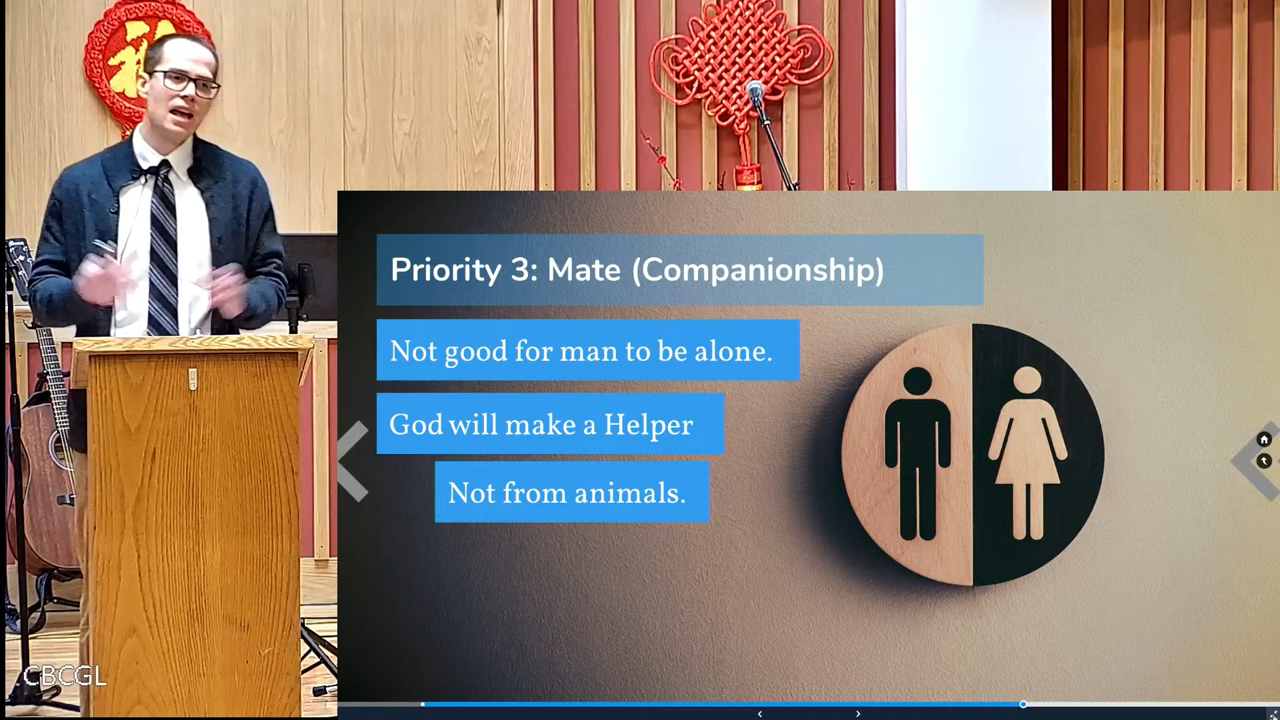 福
Priority 3: Mate (Companionship)
Not good for man to be alone.
God will make a Helper
Not from animals.
CBCGL